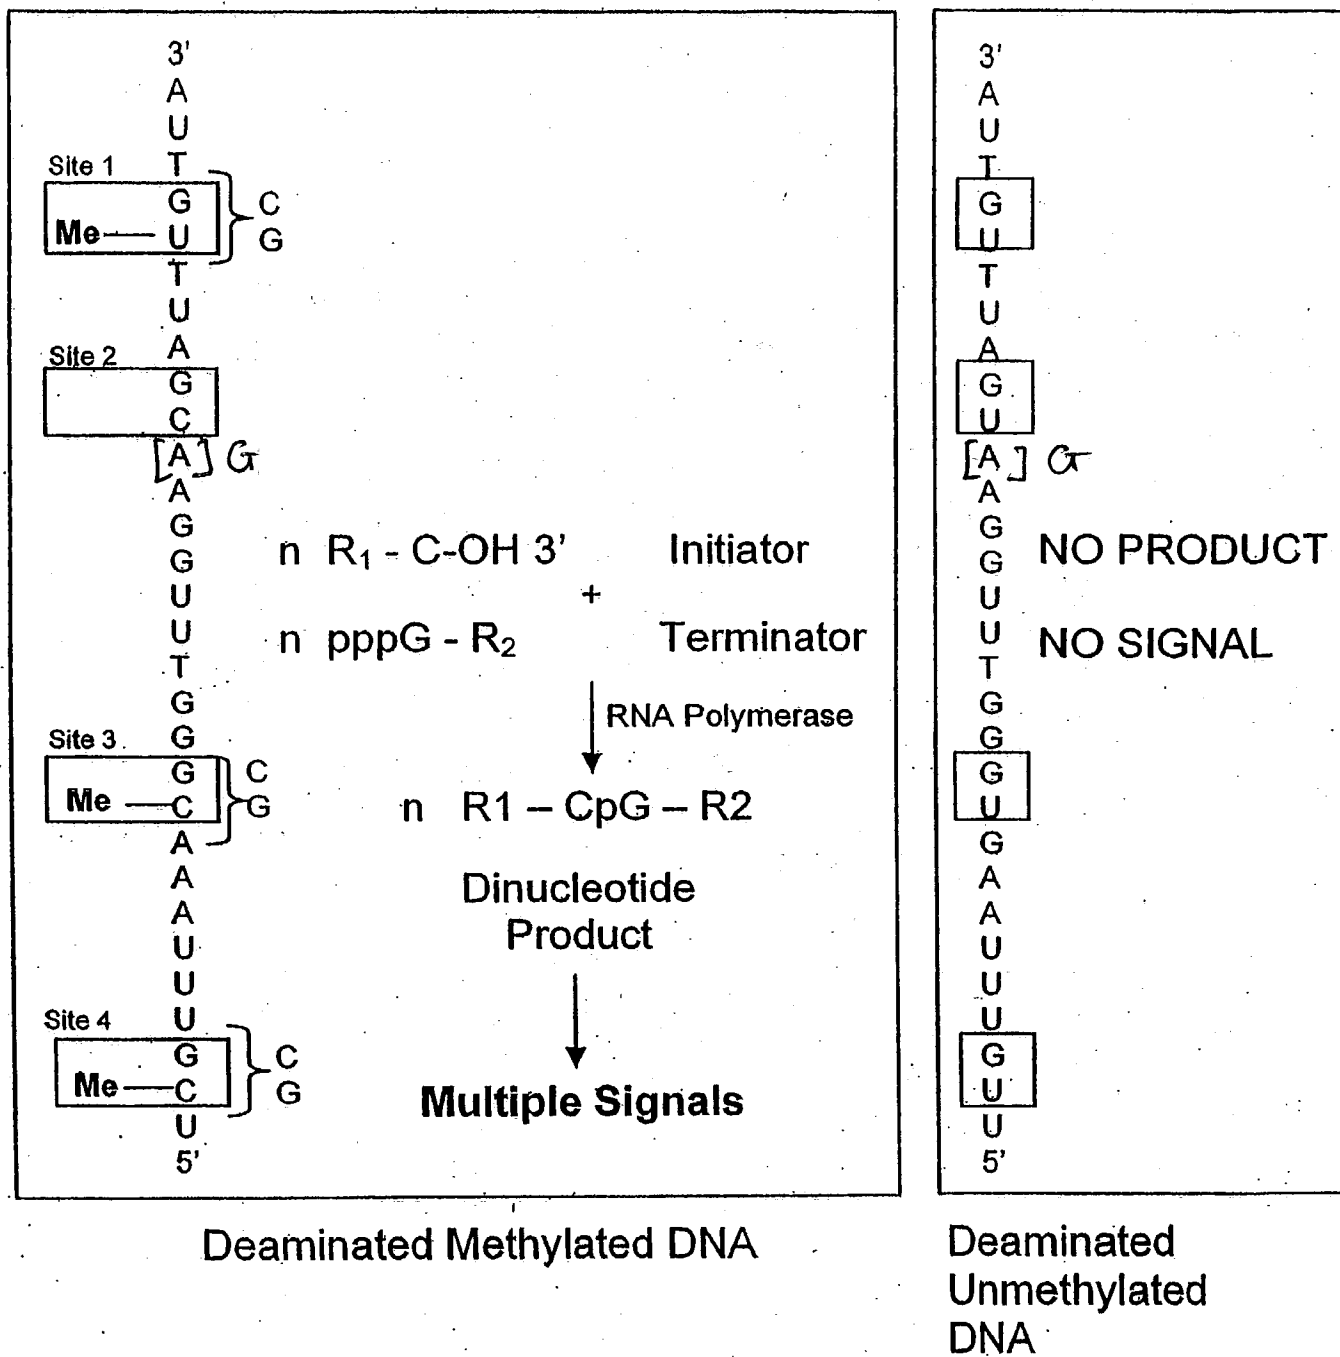 3'
A
U
T
Site 1
G
Me
U
C
G
T
U
A
Site 2
G
C
[A] G
A
G
G
U
U
T
G
G
Site 3
G
Me
C
C
G
A
A
A
U
U
U
Site 4
G
Me
C
C
G
U
5'
n R₁ - C-OH 3' Initiator
+
n pppG - R₂ Terminator
RNA Polymerase
n R1 – CpG – R2
Dinucleotide
Product
Multiple Signals
Deaminated Methylated DNA
3'
A
U
T
G
U
T
U
A
G
U
[A] G
A
G
G
U
U
T
G
G
G
U
G
A
A
U
U
U
G
U
U
5'
NO PRODUCT
NO SIGNAL
Deaminated
Unmethylated
DNA